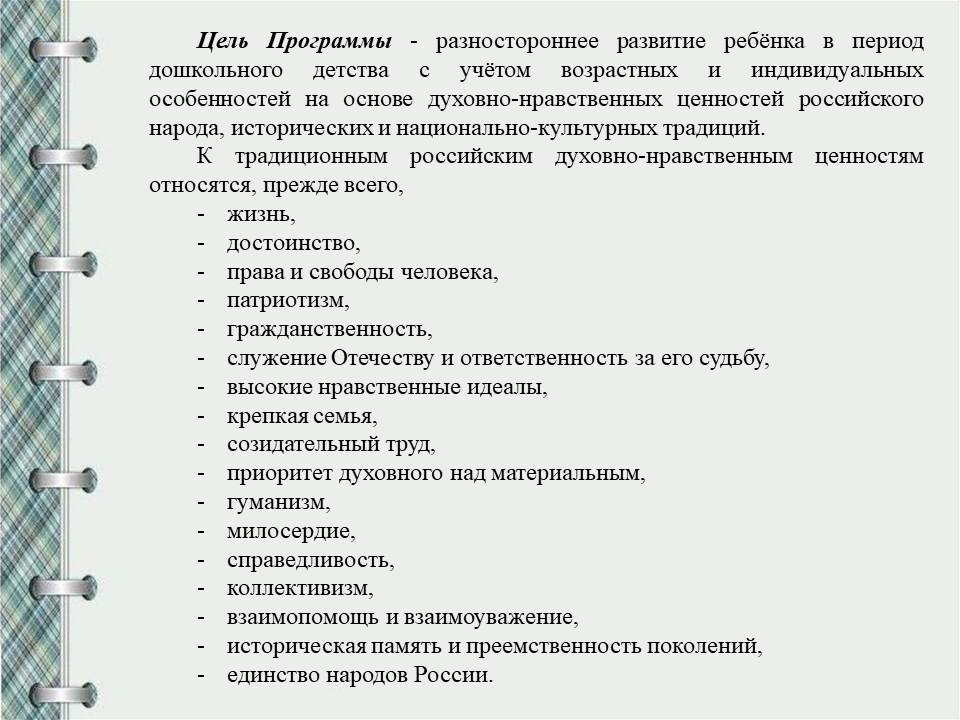 Цель Программы - разностороннее развитие ребёнка в период
дошкольного детства с учётом возрастных и индивидуальных
особенностей на основе духовно-нравственных ценностей российского
народа, исторических и национально-культурных традиций.
К традиционным российским духовно-нравственным ценностям
относятся, прежде всего,
- жизнь,
- достоинство,
- права и свободы человека,
- патриотизм,
- гражданственность,
- служение Отечеству и ответственность за его судьбу,
- высокие нравственные идеалы,
- крепкая семья,
- созидательный труд,
- приоритет духовного над материальным,
- гуманизм,
- милосердие,
- справедливость,
- коллективизм,
- взаимопомощь и взаимоуважение,
- историческая память и преемственность поколений,
- единство народов России.